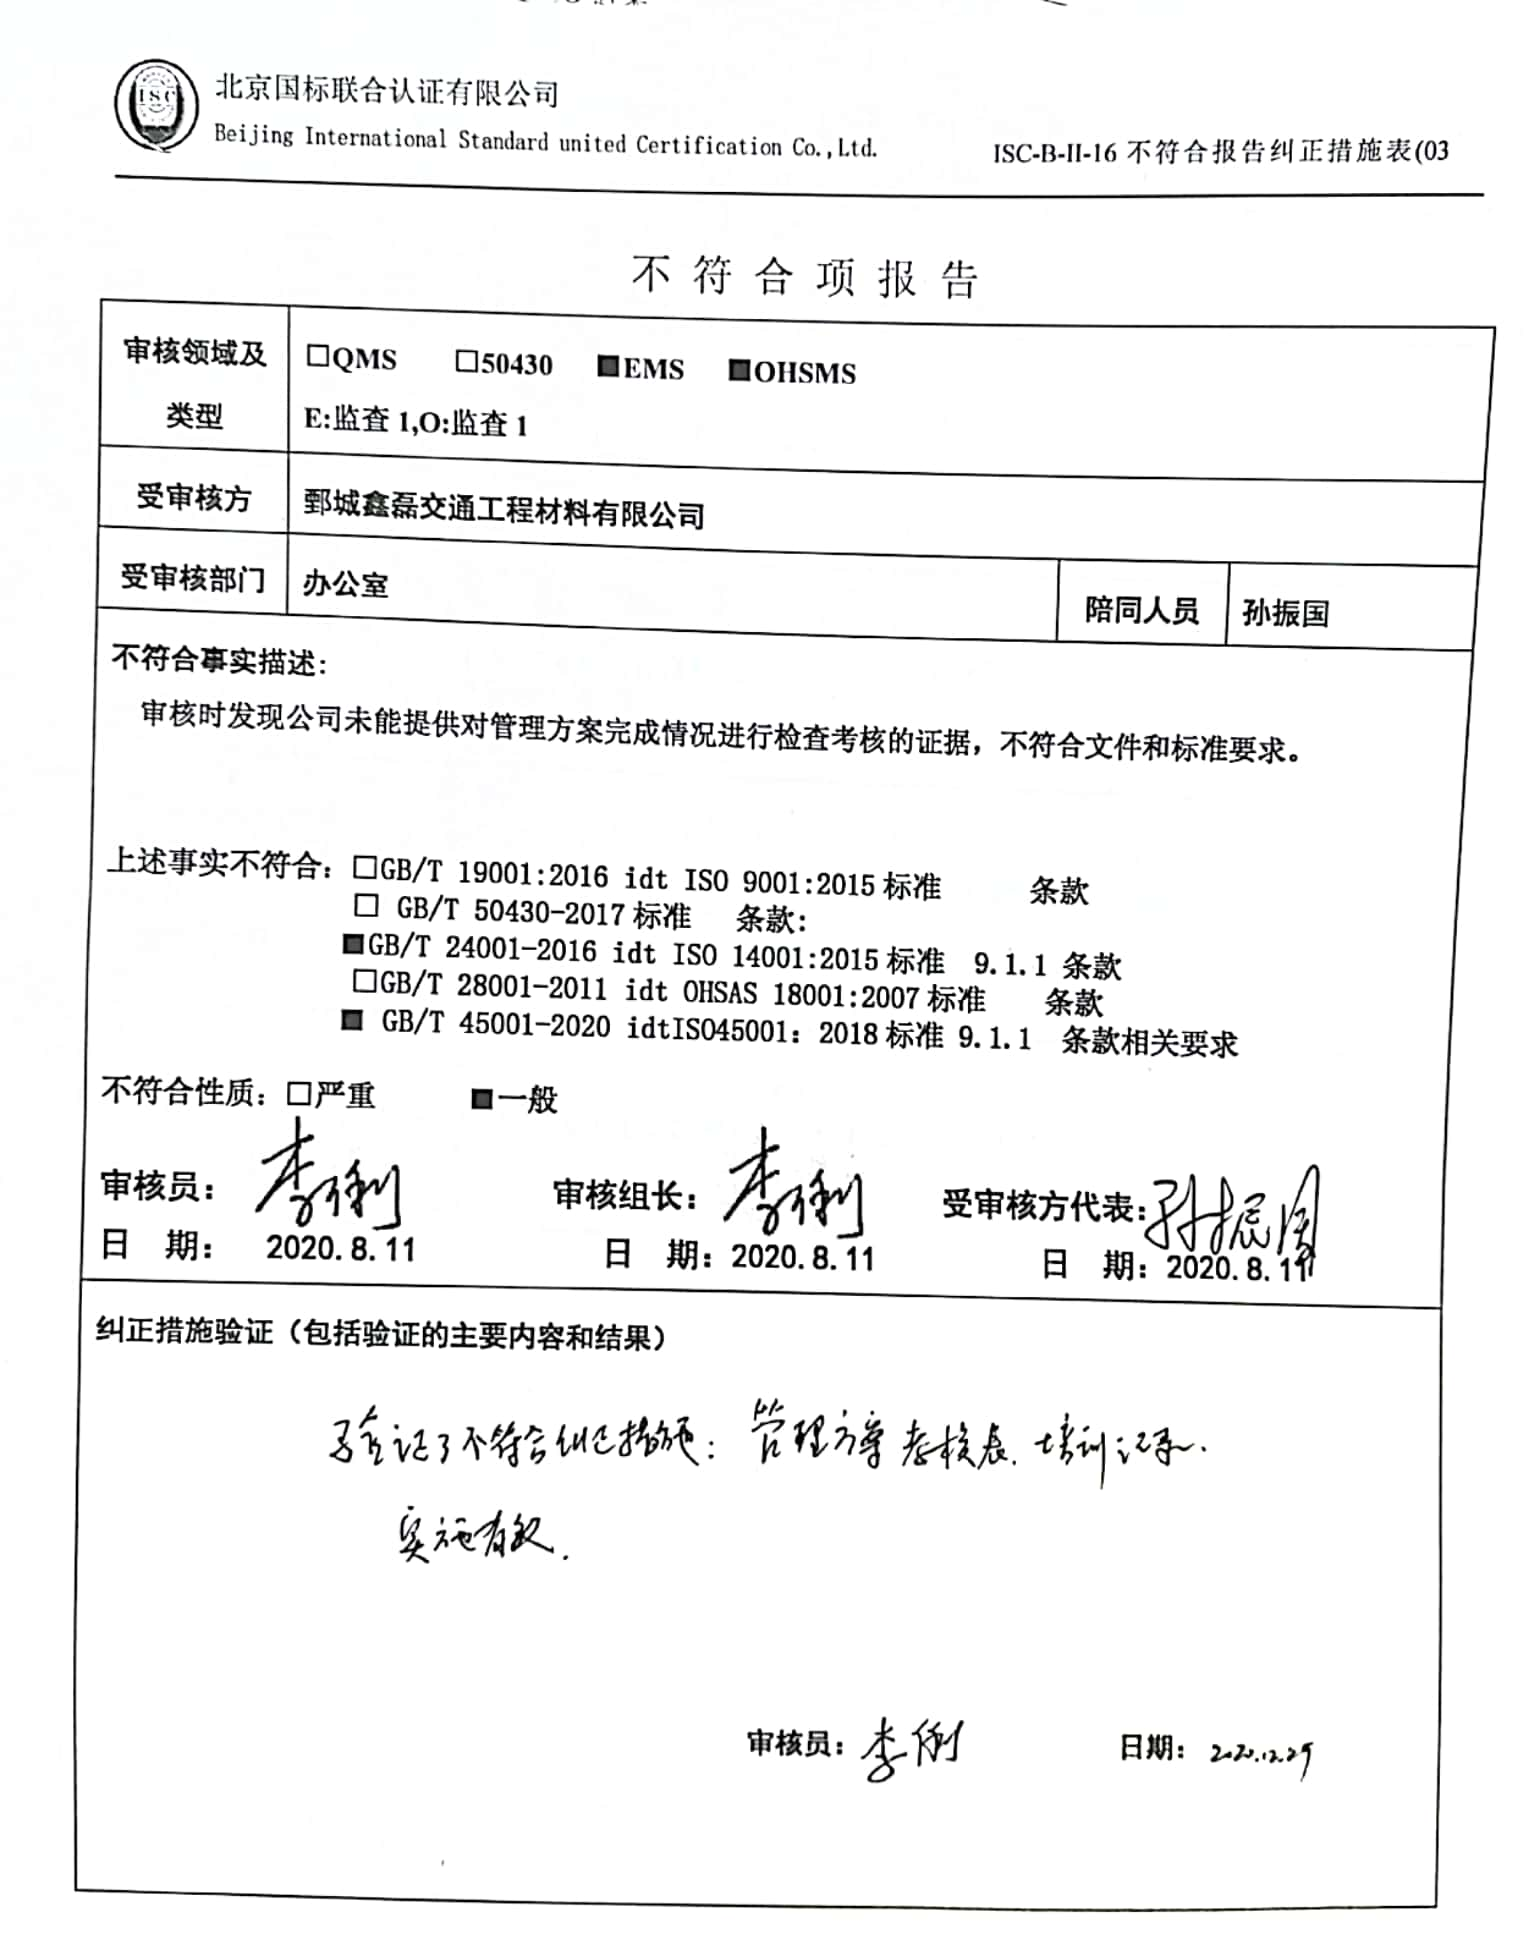 ISC
北京国标联合认证有限公司
Beijing International Standard united Certification Co.,Ltd.
ISC-B-II-16 不符合报告纠正措施表(03
不符合项报告
审核领域及类型
□QMS □50430 ■EMS ■OHSMS
E:监查 1,O:监查 1
受审核方 鄄城鑫磊交通工程材料有限公司
受审核部门 办公室 陪同人员 孙振国
不符合事实描述:
审核时发现公司未能提供对管理方案完成情况进行检查考核的证据，不符合文件和标准要求。
上述事实不符合: □GB/T 19001:2016 idt ISO 9001:2015 标准 条款
□ GB/T 50430-2017 标准 条款:
■GB/T 24001-2016 idt ISO 14001:2015 标准 9.1.1 条款
□GB/T 28001-2011 idt OHSAS 18001:2007 标准 条款
■ GB/T 45001-2020 idtISO45001: 2018 标准 9.1.1 条款相关要求
不符合性质: □严重 ■一般
审核员: 李俐 审核组长: 李俐 受审核方代表: 孙振国
日 期: 2020.8.11 日 期: 2020.8.11 日 期: 2020.8.11
纠正措施验证（包括验证的主要内容和结果）
验证了不符合纠正措施: 管理方案考核表、培训记录.
实施有效.
审核员: 李俐 日期: 2020.12.29